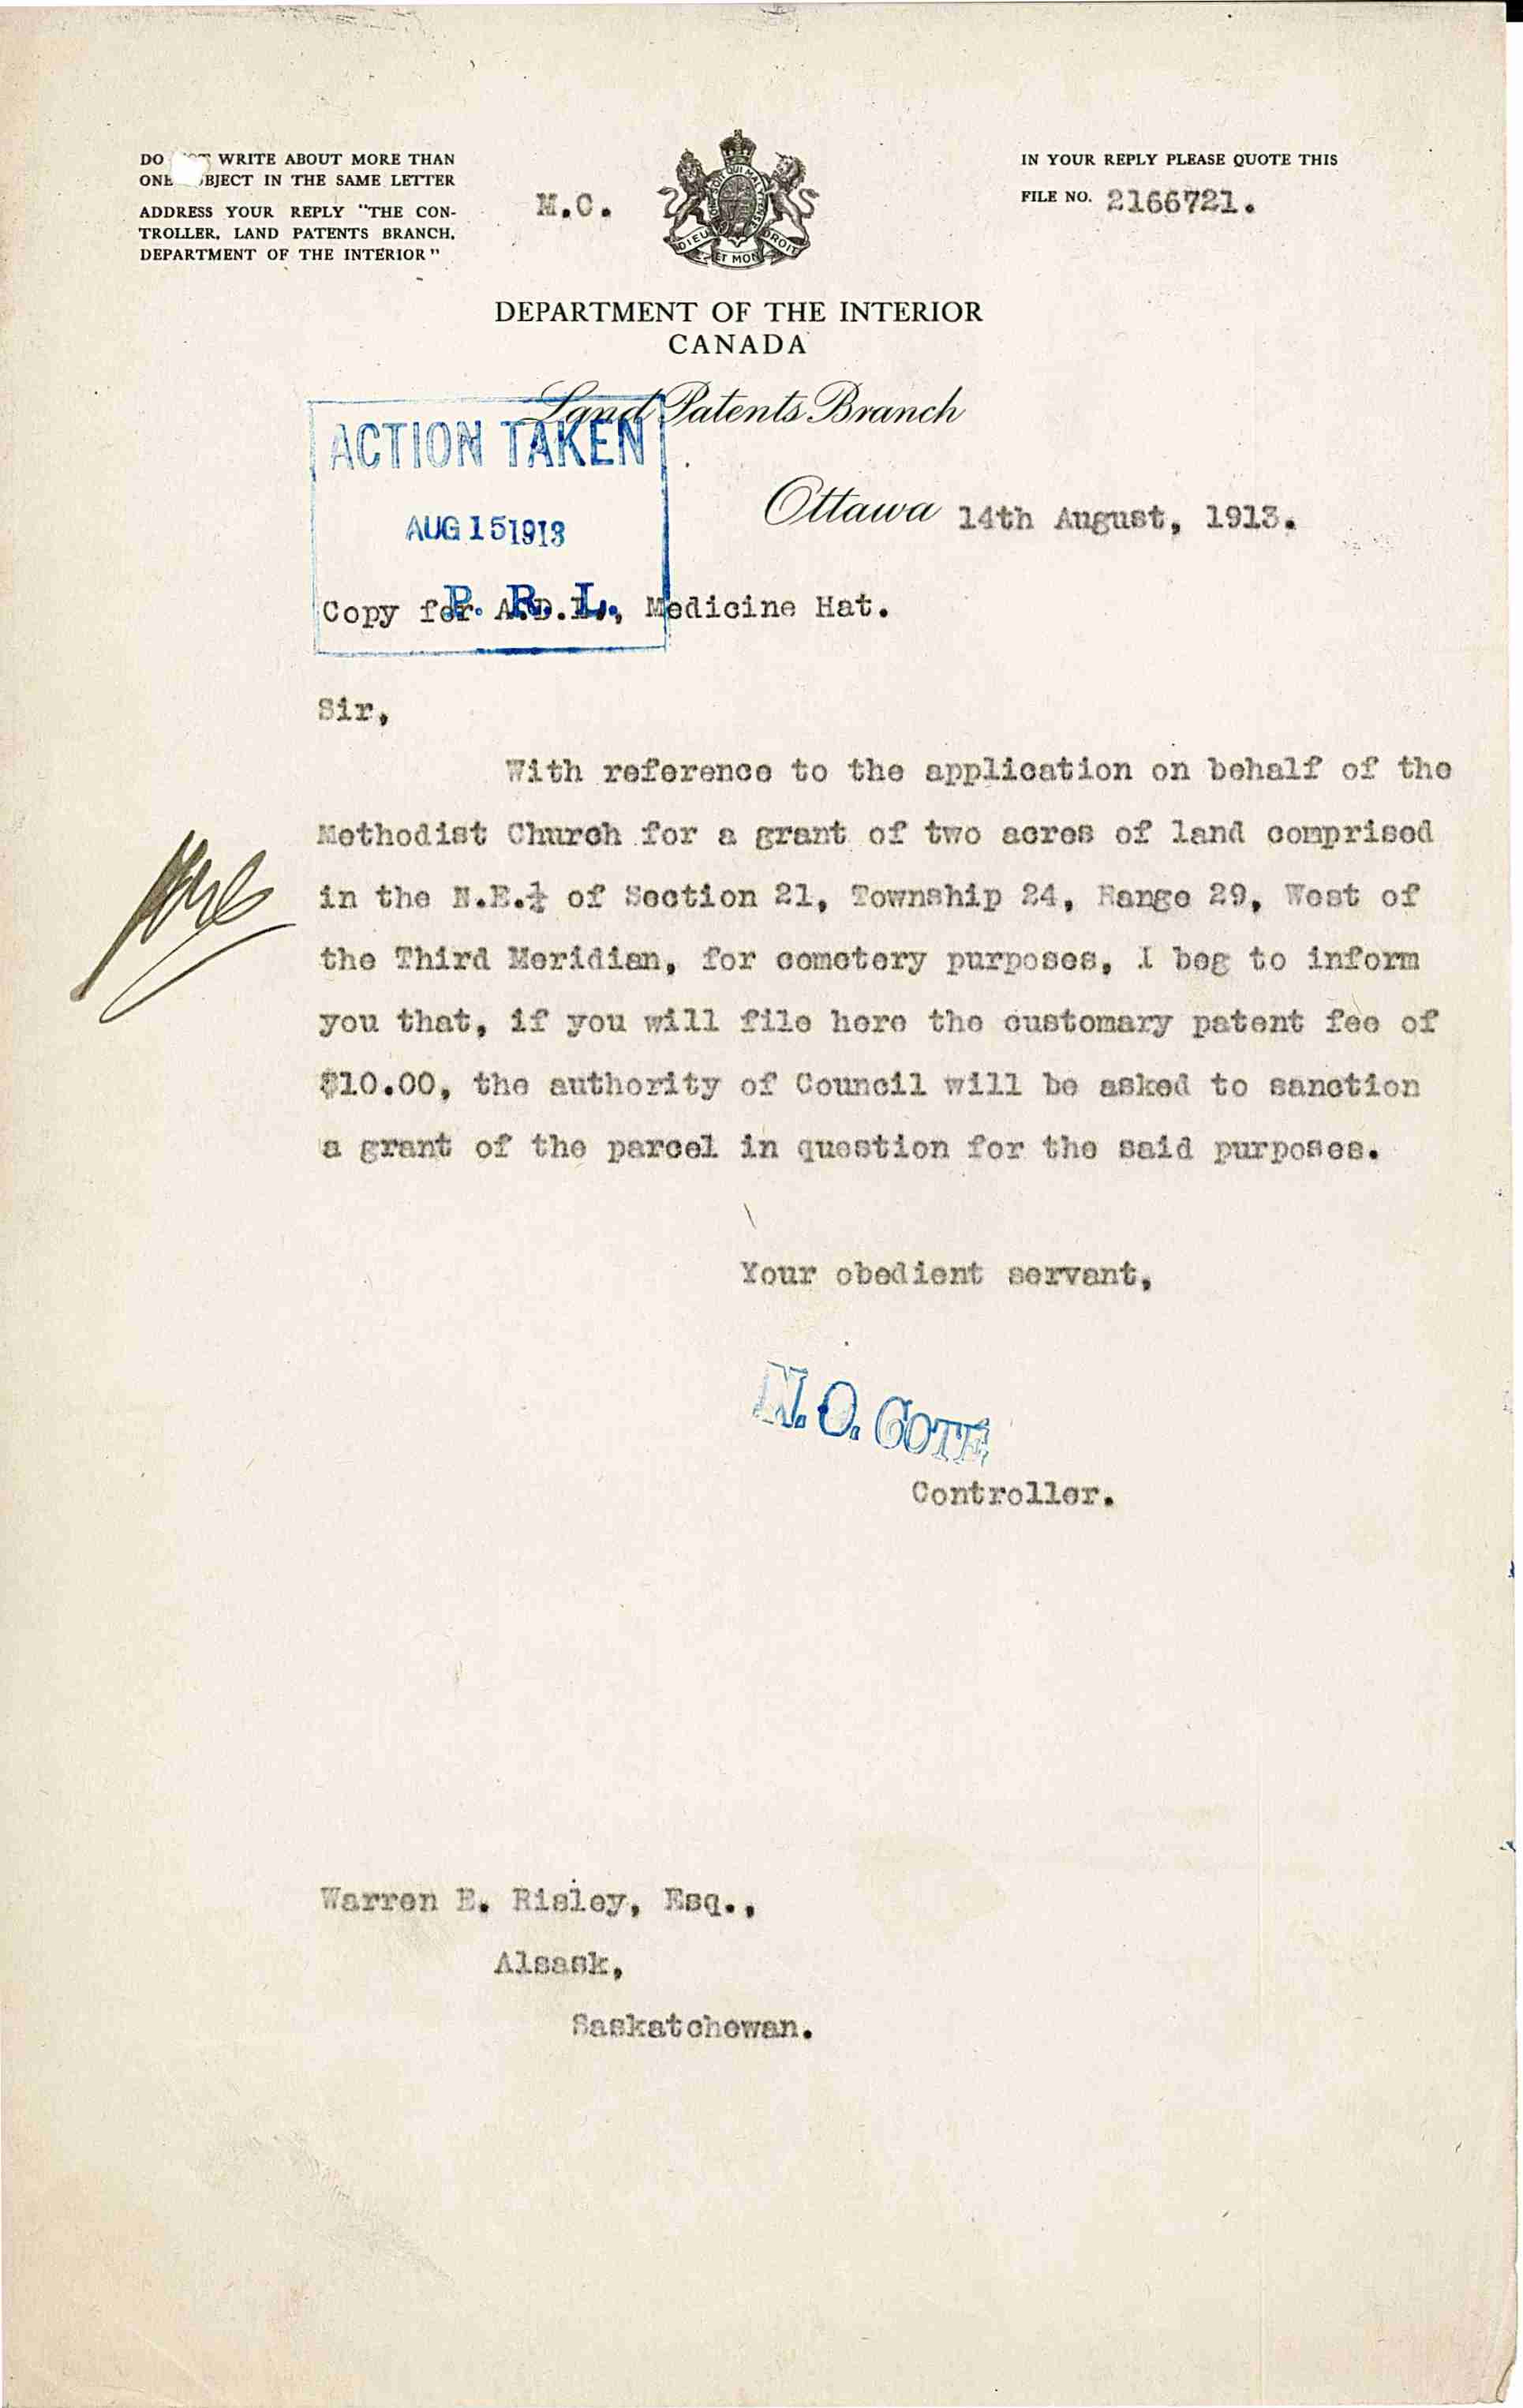 DO WRITE ABOUT MORE THAN
ONE IN THE SAME LETTER
ADDRESS YOUR REPLY "THE CON-
TROLLER, LAND PATENTS BRANCH,
DEPARTMENT OF THE INTERIOR"
M.C.
DIEU ET MON DROIT
IN YOUR REPLY PLEASE QUOTE THIS
FILE NO. 2166721.
DEPARTMENT OF THE INTERIOR
CANADA
Land Patents Branch
ACTION TAKEN
AUG 15 1913
P. R. L.
Ottawa 14th August, 1913.
Copy for A.D.L., Medicine Hat.
Sir,
With reference to the application on behalf of the
Methodist Church for a grant of two acres of land comprised
in the N.E.¼ of Section 21, Township 24, Range 29, West of
the Third Meridian, for cemetery purposes, I beg to inform
you that, if you will file here the customary patent fee of
$10.00, the authority of Council will be asked to sanction
a grant of the parcel in question for the said purposes.
Your obedient servant,
N. O. COTE
Controller.
Warren E. Risley, Esq.,
Alsask,
Saskatchewan.